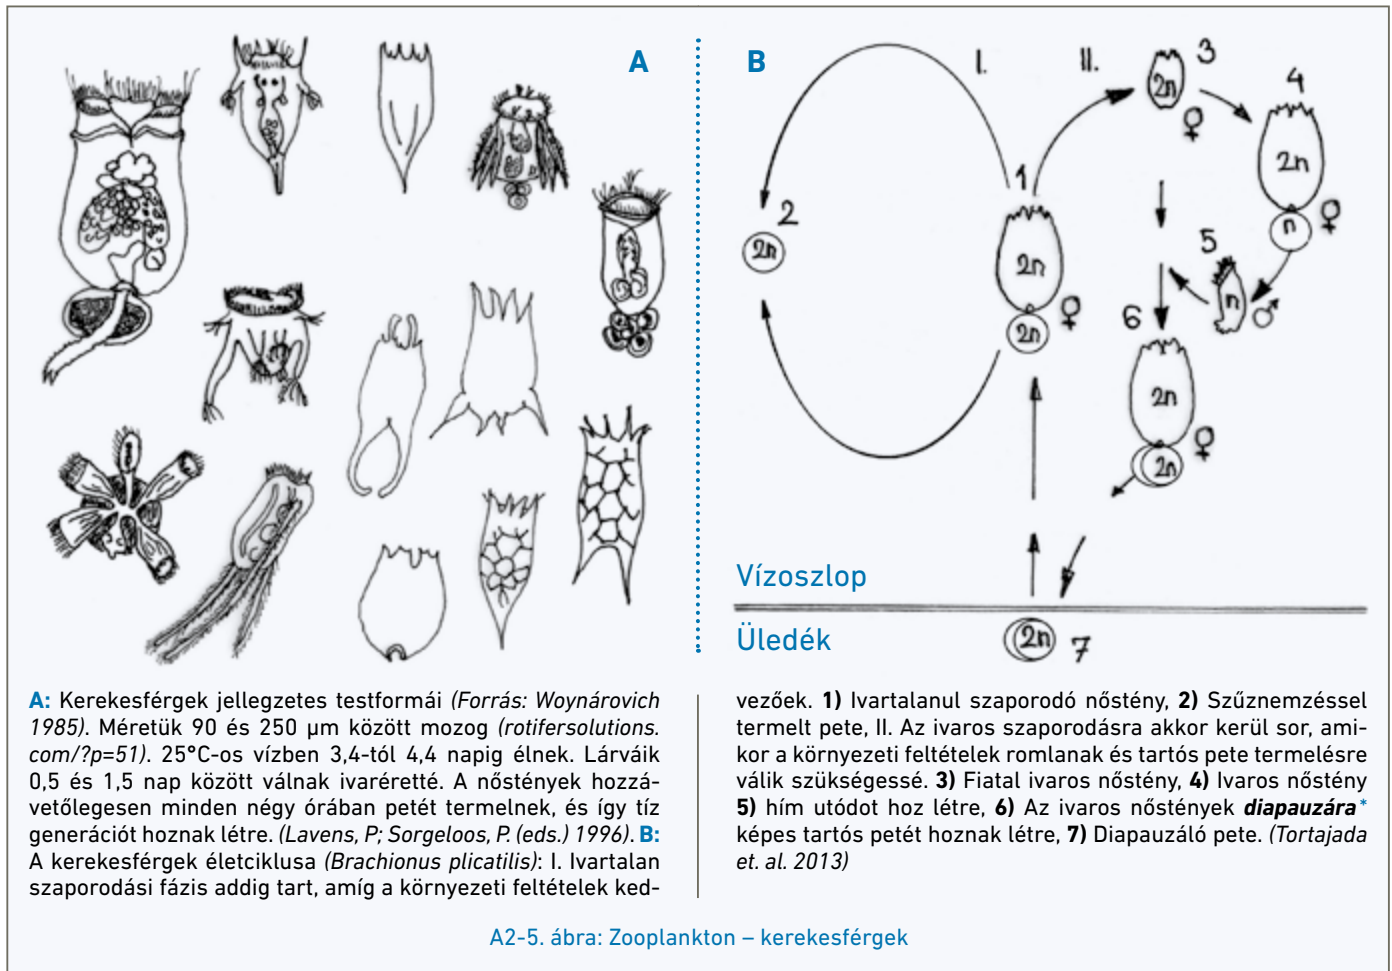 A
B
I.
II.
3
2n
♀
4
2n
n
♀
1
2n
2n
♀
2
2n
5
n
♂
6
2n
2n
♀
Vízoszlop
Üledék
2n
7
A: Kerekesférgek jellegzetes testformái (Forrás: Woynárovich
1985). Méretük 90 és 250 µm között mozog (rotifersolutions.
com/?p=51). 25°C-os vízben 3,4-tól 4,4 napig élnek. Lárváik
0,5 és 1,5 nap között válnak ivaréretté. A nőstények hozzá-
vetőlegesen minden négy órában petét termelnek, és így tíz
generációt hoznak létre. (Lavens, P; Sorgeloos, P. (eds.) 1996). B:
A kerekesférgek életciklusa (Brachionus plicatilis): I. Ivartalan
szaporodási fázis addig tart, amíg a környezeti feltételek ked-
vezőek. 1) Ivartalanul szaporodó nőstény, 2) Szűznemzéssel
termelt pete, II. Az ivaros szaporodásra akkor kerül sor, ami-
kor a környezeti feltételek romlanak és tartós pete termelésre
válik szükségessé. 3) Fiatal ivaros nőstény, 4) Ivaros nőstény
5) hím utódot hoz létre, 6) Az ivaros nőstények diapauzára*
képes tartós petét hoznak létre, 7) Diapauzáló pete. (Tortajada
et. al. 2013)
A2-5. ábra: Zooplankton – kerekesférgek